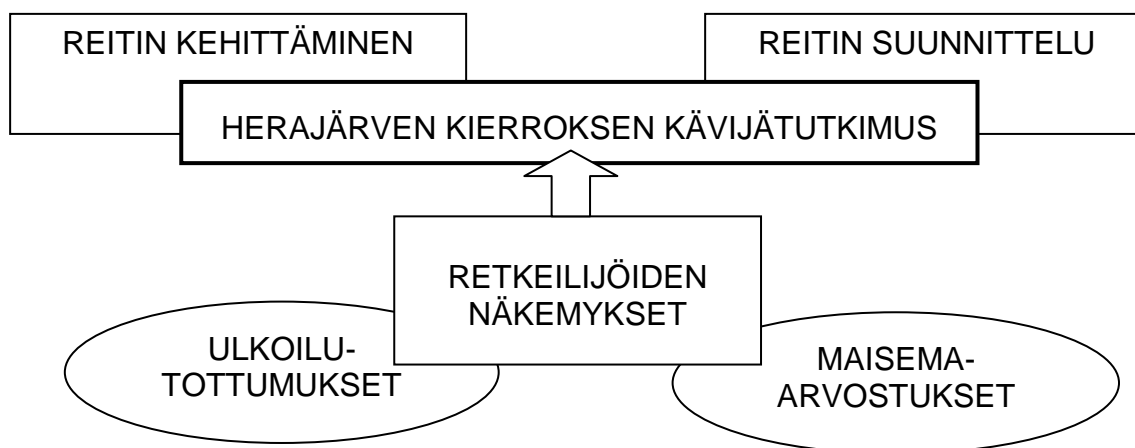 REITIN KEHITTÄMINEN
REITIN SUUNNITTELU
HERAJÄRVEN KIERROKSEN KÄVIJÄTUTKIMUS
RETKEILIJÖIDEN
NÄKEMYKSET
ULKOILU-
TOTTUMUKSET
MAISEMA-
ARVOSTUKSET